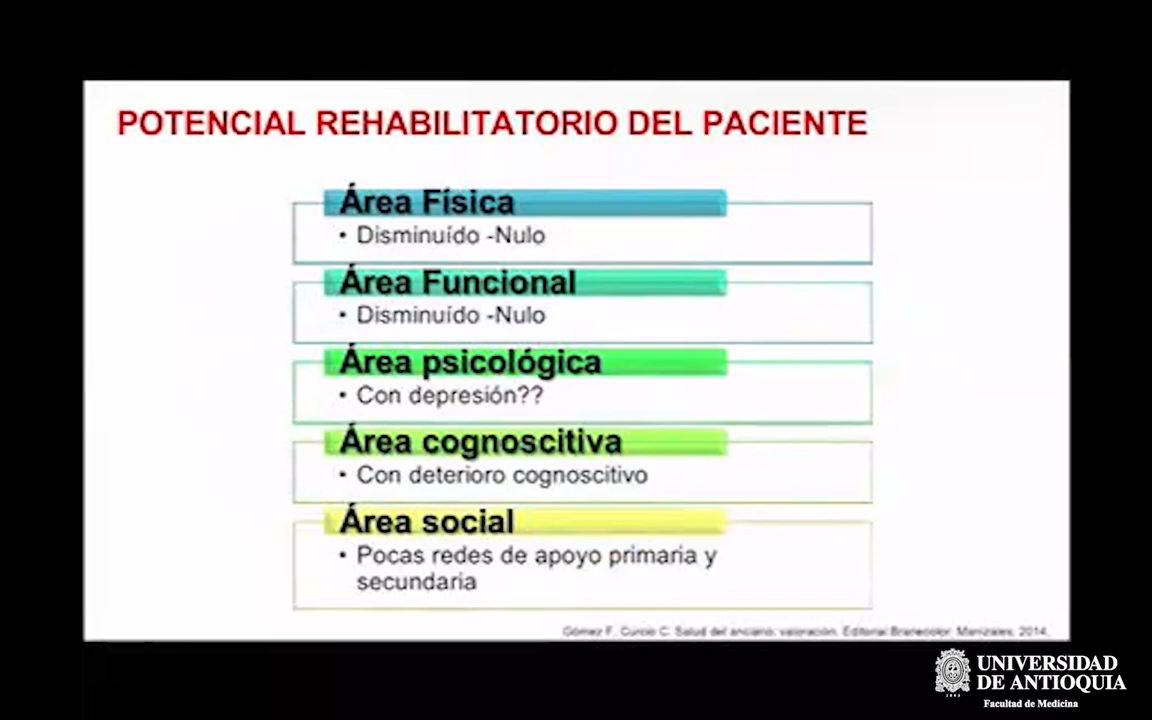 POTENCIAL REHABILITATORIO DEL PACIENTE
Área Física
• Disminuído -Nulo
Área Funcional
• Disminuído -Nulo
Área psicológica
• Con depresión??
Área cognoscitiva
• Con deterioro cognoscitivo
Área social
• Pocas redes de apoyo primaria y
secundaria
Gómez F., Curcio C. Salud del anciano, valoración. Editorial Blanecolor. Manizales, 2014.
UNIVERSIDAD
DE ANTIOQUIA
1803
Facultad de Medicina